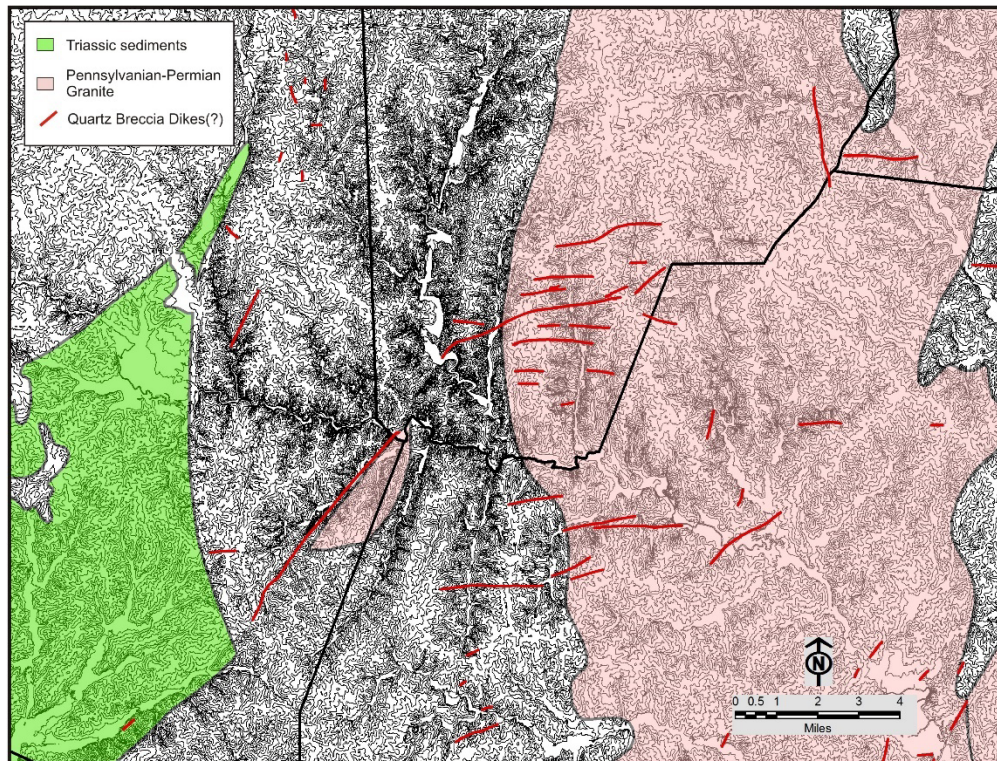 Triassic sediments
Pennsylvanian-Permian
Granite
Quartz Breccia Dikes(?)
N
0 0.5 1 2 3 4
Miles